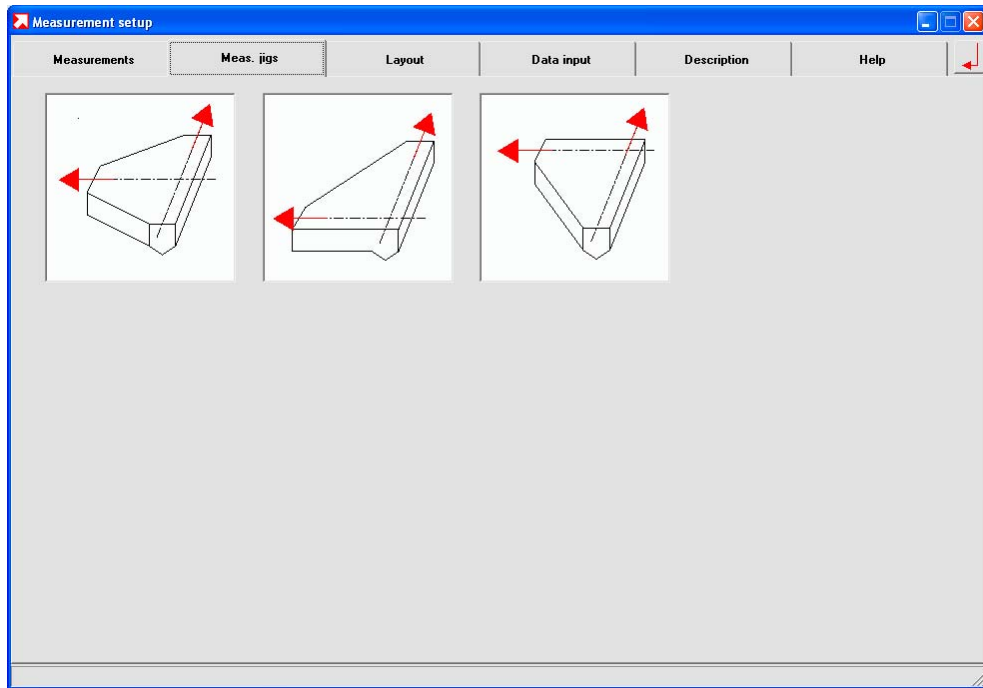 Measurement setup
Measurements Meas. jigs Layout Data input Description Help